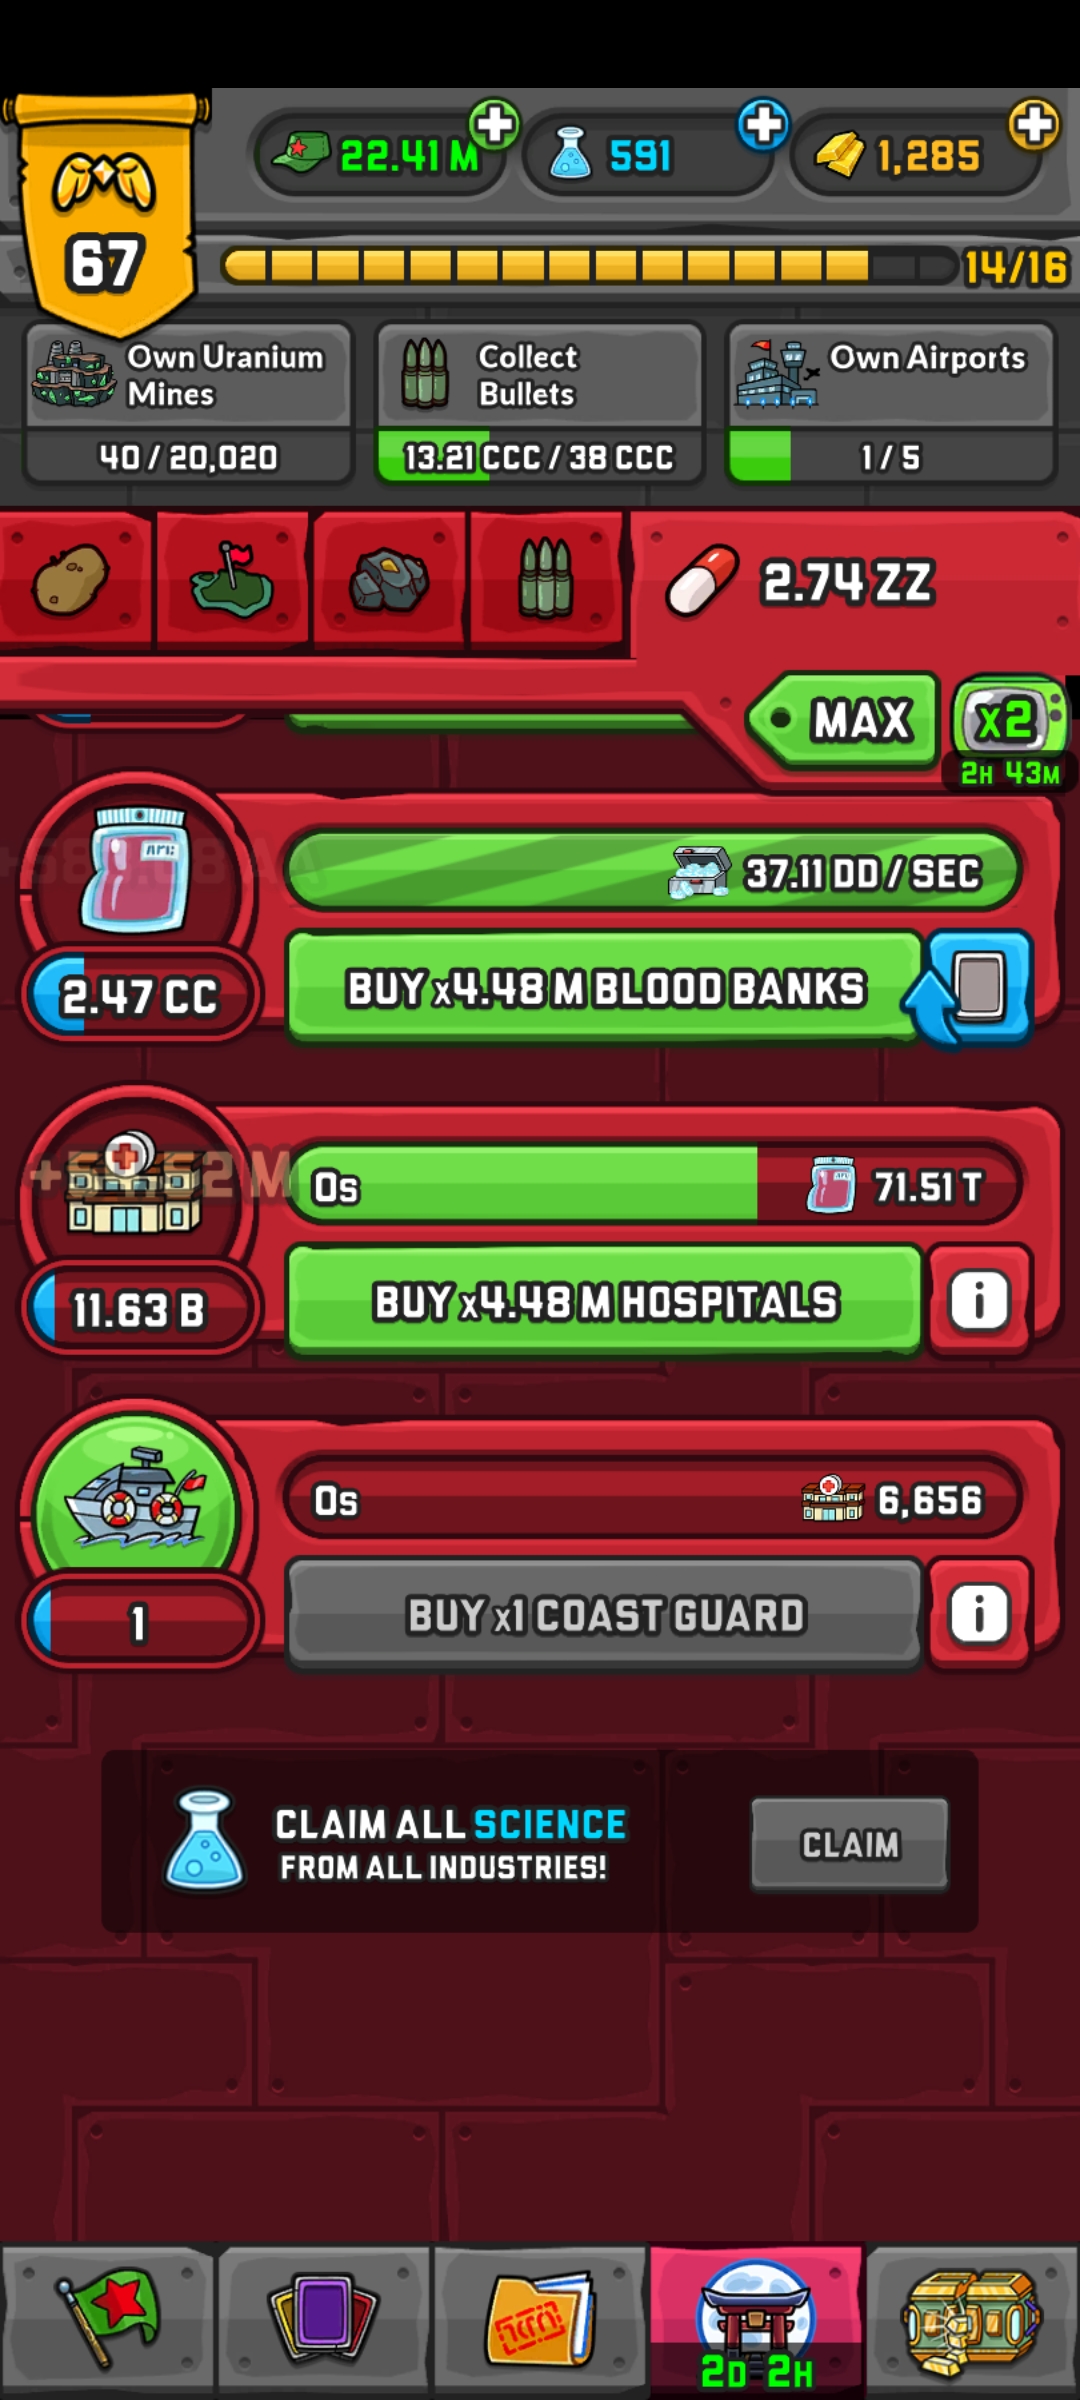 22.41 M
591
1,285
67
14/16
Own Uranium
Mines
40 / 20,020
Collect
Bullets
13.21 CCC / 38 CCC
Own Airports
1 / 5
2.74 ZZ
MAX
x2
2H 43M
37.11 DD / SEC
2.47 CC
BUY x4.48 M BLOOD BANKS
0s
71.51 T
11.63 B
BUY x4.48 M HOSPITALS
i
0s
6,656
1
BUY x1 COAST GUARD
i
CLAIM ALL SCIENCE
FROM ALL INDUSTRIES!
CLAIM
2D 2H